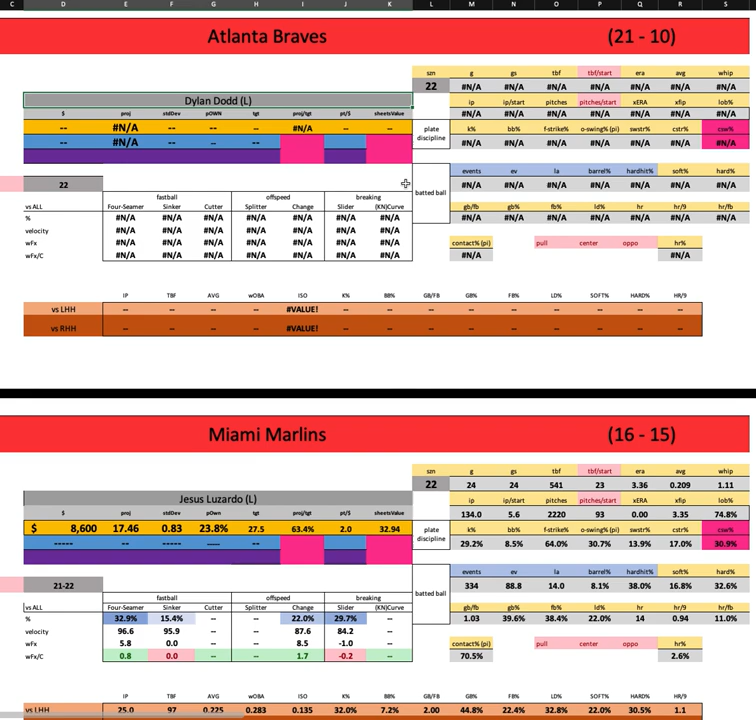 C D E F G H I J K L M N O P Q R S
Atlanta Braves (21 - 10)
szn g gs tbf tbf/start era avg whip
22 #N/A #N/A #N/A #N/A #N/A #N/A #N/A
Dylan Dodd (L) ip ip/start pitches pitches/start xERA xfip lob%
$ proj stdDev pOWN tgt proj/tgt pt/$ sheetsValue #N/A #N/A #N/A #N/A #N/A #N/A #N/A
-- #N/A -- -- -- #N/A -- -- plate discipline k% bb% f-strike% o-swing% (pi) swstr% cstr% csw%
-- #N/A -- -- -- #N/A #N/A #N/A #N/A #N/A #N/A #N/A
events ev la barrel% hardhit% soft% hard%
22 batted ball #N/A #N/A #N/A #N/A #N/A #N/A #N/A
fastball offspeed breaking
vs ALL Four-Seamer Sinker Cutter Splitter Change Slider (KN)Curve gb/fb gb% fb% ld% hr hr/9 hr/fb
% #N/A #N/A #N/A #N/A #N/A #N/A #N/A #N/A #N/A #N/A #N/A #N/A #N/A #N/A
velocity #N/A #N/A #N/A #N/A #N/A #N/A #N/A
wFx #N/A #N/A #N/A #N/A #N/A #N/A #N/A contact% (pi) pull center oppo hr%
wFx/C #N/A #N/A #N/A #N/A #N/A #N/A #N/A #N/A #N/A
IP TBF AVG wOBA ISO K% BB% GB/FB GB% FB% LD% SOFT% HARD% HR/9
vs LHH -- -- -- -- #VALUE! -- -- -- -- -- -- -- -- --
vs RHH -- -- -- -- #VALUE! -- -- -- -- -- -- -- -- --
Miami Marlins (16 - 15)
szn g gs tbf tbf/start era avg whip
22 24 24 541 23 3.36 0.209 1.11
Jesus Luzardo (L) ip ip/start pitches pitches/start xERA xfip lob%
$ proj stdDev pOwn tgt proj/tgt pt/$ sheetsValue 134.0 5.6 2220 93 0.00 3.35 74.8%
$ 8,600 17.46 0.83 23.8% 27.5 63.4% 2.0 32.94 plate discipline k% bb% f-strike% o-swing% (pi) swstr% cstr% csw%
----- -- -- ---- -- 29.2% 8.5% 64.0% 30.7% 13.9% 17.0% 30.9%
events ev la barrel% hardhit% soft% hard%
21-22 batted ball 334 88.8 14.0 8.1% 38.0% 16.8% 32.6%
fastball offspeed breaking
vs ALL Four-Seamer Sinker Cutter Splitter Change Slider (KN)Curve gb/fb gb% fb% ld% hr hr/9 hr/fb
% 32.9% 15.4% -- -- 22.0% 29.7% -- 1.03 39.6% 38.4% 22.0% 14 0.94 11.0%
velocity 96.6 95.9 -- -- 87.6 84.2 --
wFx 5.8 0.0 -- -- 8.5 -1.0 -- contact% (pi) pull center oppo hr%
wFx/C 0.8 0.0 -- -- 1.7 -0.2 -- 70.5% 2.6%
IP TBF AVG wOBA ISO K% BB% GB/FB GB% FB% LD% SOFT% HARD% HR/9
vs LHH 25.0 97 0.225 0.283 0.135 32.0% 7.2% 2.00 44.8% 22.4% 32.8% 22.0% 30.5% 1.1